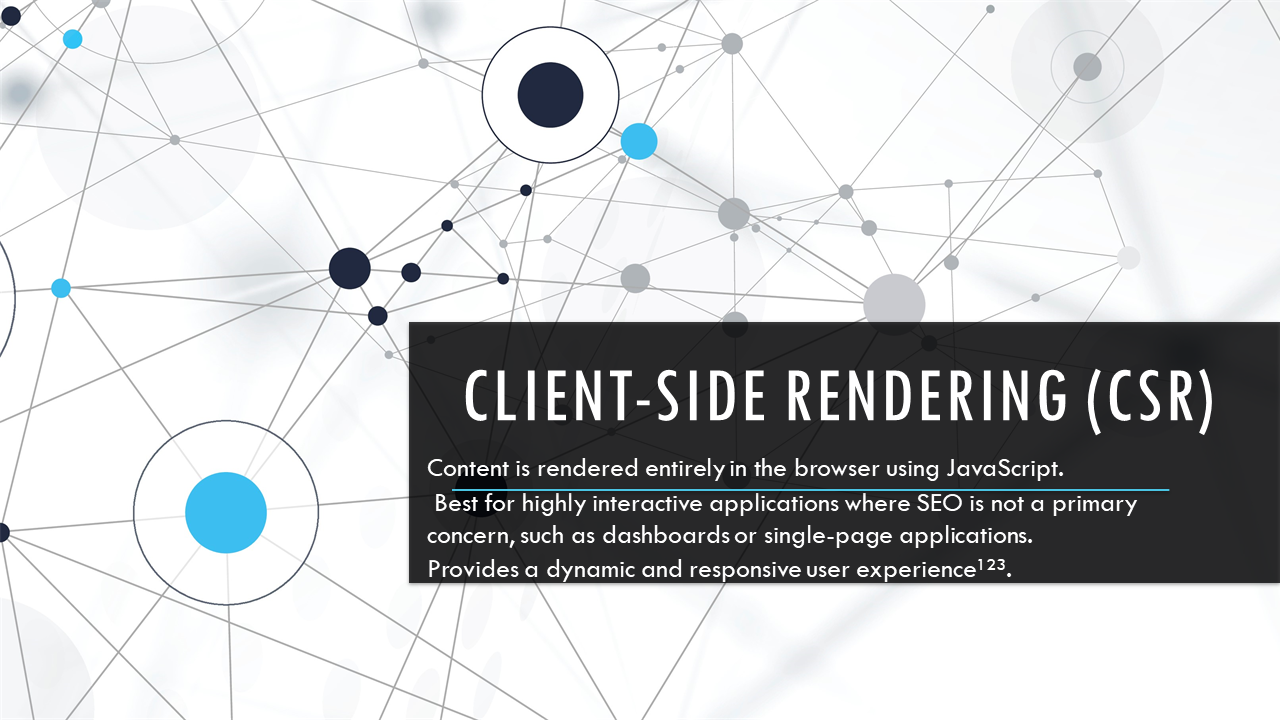 CLIENT-SIDE RENDERING (CSR)
Content is rendered entirely in the browser using JavaScript.
Best for highly interactive applications where SEO is not a primary
concern, such as dashboards or single-page applications.
Provides a dynamic and responsive user experience¹²³.